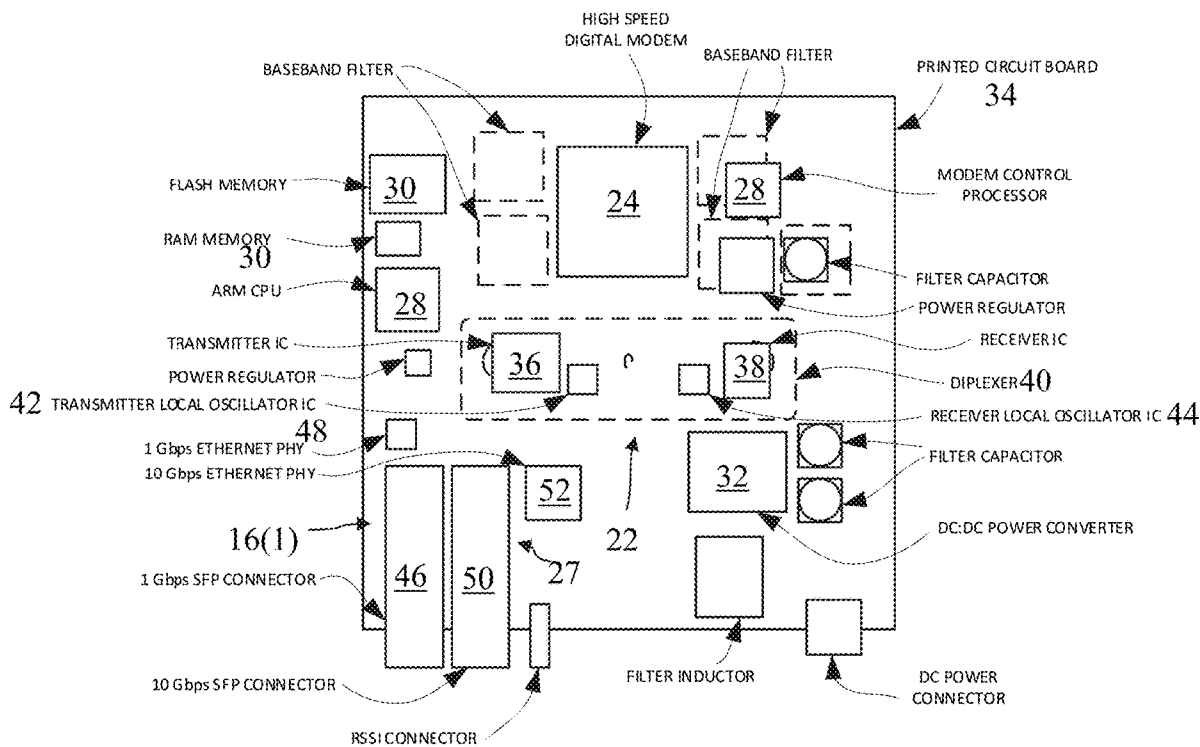 HIGH SPEED
DIGITAL MODEM
BASEBAND FILTER
BASEBAND FILTER
PRINTED CIRCUIT BOARD
34
FLASH MEMORY
30
24
28
MODEM CONTROL
PROCESSOR
RAM MEMORY
30
ARM CPU
28
FILTER CAPACITOR
POWER REGULATOR
TRANSMITTER IC
36
38
RECEIVER IC
POWER REGULATOR
DIPLEXER 40
42 TRANSMITTER LOCAL OSCILLATOR IC
RECEIVER LOCAL OSCILLATOR IC 44
1 Gbps ETHERNET PHY 48
10 Gbps ETHERNET PHY
FILTER CAPACITOR
52
32
22
16(1)
DC:DC POWER CONVERTER
27
1 Gbps SFP CONNECTOR
46
50
10 Gbps SFP CONNECTOR
FILTER INDUCTOR
DC POWER
CONNECTOR
RSSI CONNECTOR